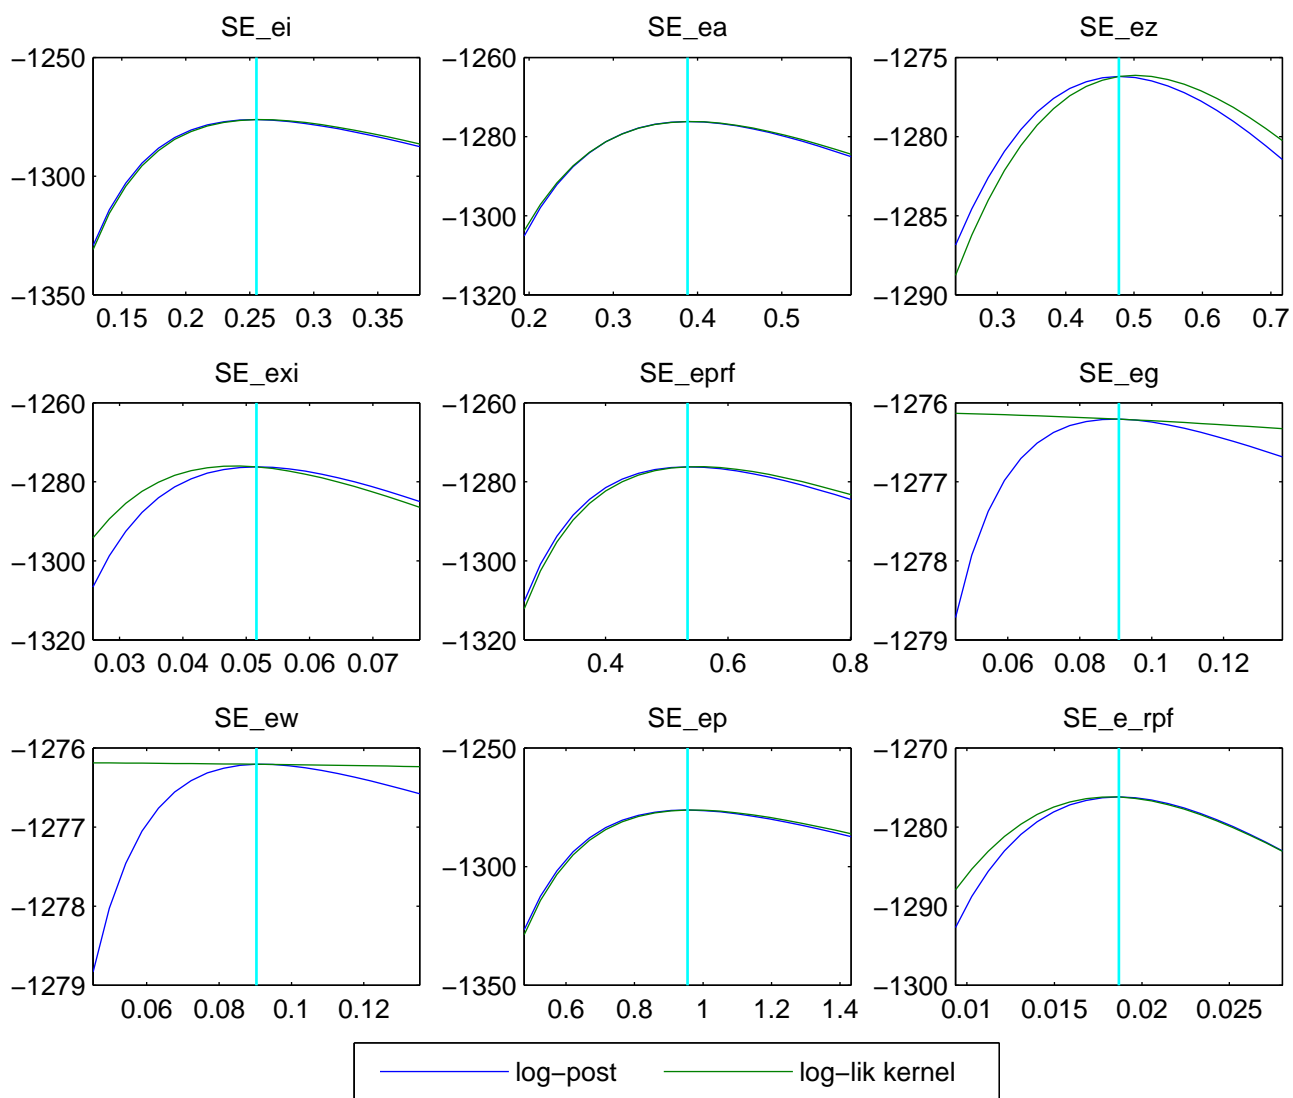 SE_ei
−1250
−1300
−1350
0.15 0.2 0.25 0.3 0.35
SE_ea
−1260
−1280
−1300
−1320
0.2 0.3 0.4 0.5
SE_ez
−1275
−1280
−1285
−1290
0.3 0.4 0.5 0.6 0.7
SE_exi
−1260
−1280
−1300
−1320
0.03 0.04 0.05 0.06 0.07
SE_eprf
−1260
−1280
−1300
−1320
0.4 0.6 0.8
SE_eg
−1276
−1277
−1278
−1279
0.06 0.08 0.1 0.12
SE_ew
−1276
−1277
−1278
−1279
0.06 0.08 0.1 0.12
SE_ep
−1250
−1300
−1350
0.6 0.8 1 1.2 1.4
SE_e_rpf
−1270
−1280
−1290
−1300
0.01 0.015 0.02 0.025
log−post log−lik kernel